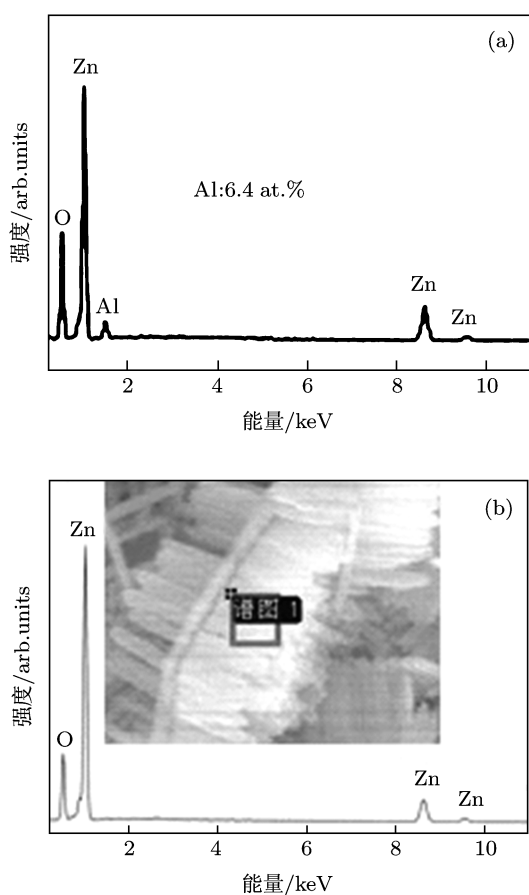 (a)
Zn
O
Al
Al:6.4 at.%
Zn
Zn
强度/arb.units
2
4
6
8
10
能量/keV
(b)
Zn
O
谱图 1
Zn
Zn
强度/arb.units
2
4
6
8
10
能量/keV